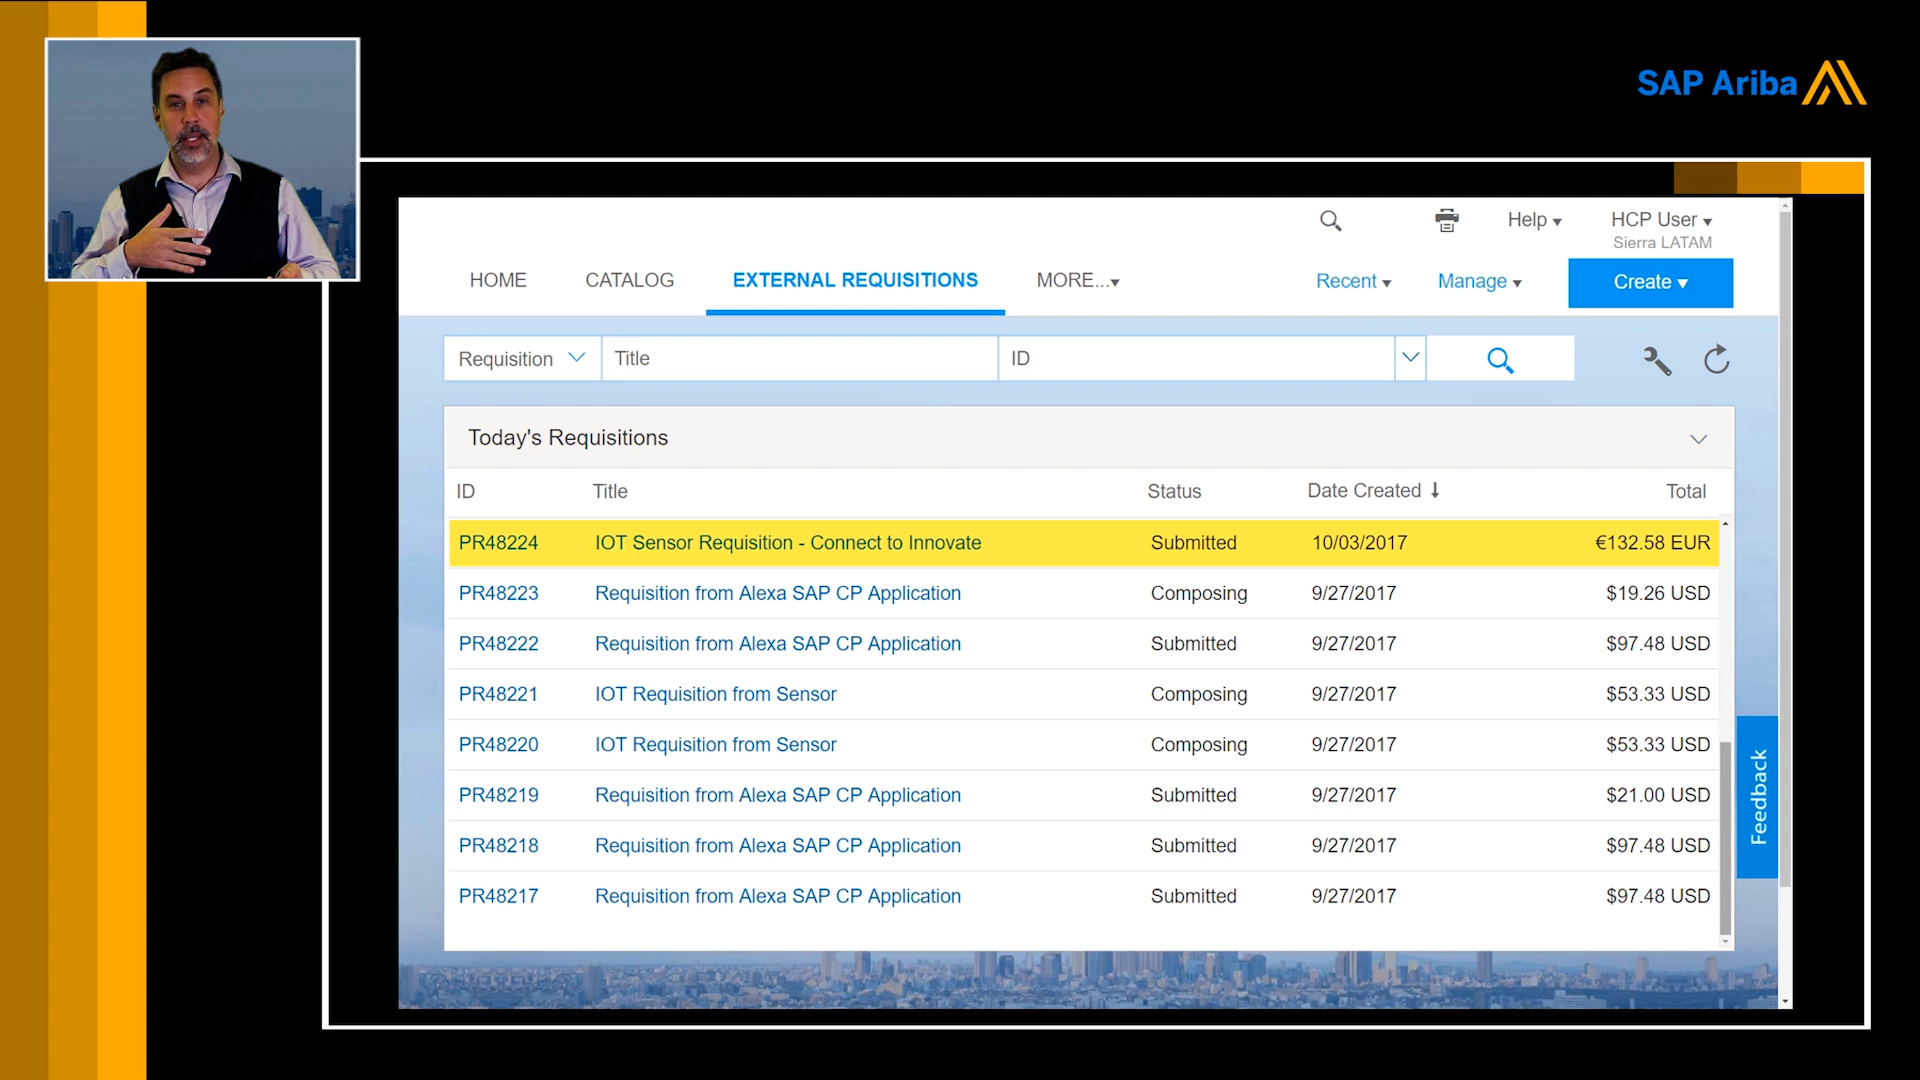 SAP Ariba
Help
HCP User
Sierra LATAM
HOME
CATALOG
EXTERNAL REQUISITIONS
MORE...
Recent
Manage
Create
Requisition
Title
ID
Today's Requisitions
ID Title Status Date Created Total
PR48224 IOT Sensor Requisition - Connect to Innovate Submitted 10/03/2017 €132.58 EUR
PR48223 Requisition from Alexa SAP CP Application Composing 9/27/2017 $19.26 USD
PR48222 Requisition from Alexa SAP CP Application Submitted 9/27/2017 $97.48 USD
PR48221 IOT Requisition from Sensor Composing 9/27/2017 $53.33 USD
PR48220 IOT Requisition from Sensor Composing 9/27/2017 $53.33 USD
PR48219 Requisition from Alexa SAP CP Application Submitted 9/27/2017 $21.00 USD
PR48218 Requisition from Alexa SAP CP Application Submitted 9/27/2017 $97.48 USD
PR48217 Requisition from Alexa SAP CP Application Submitted 9/27/2017 $97.48 USD
Feedback